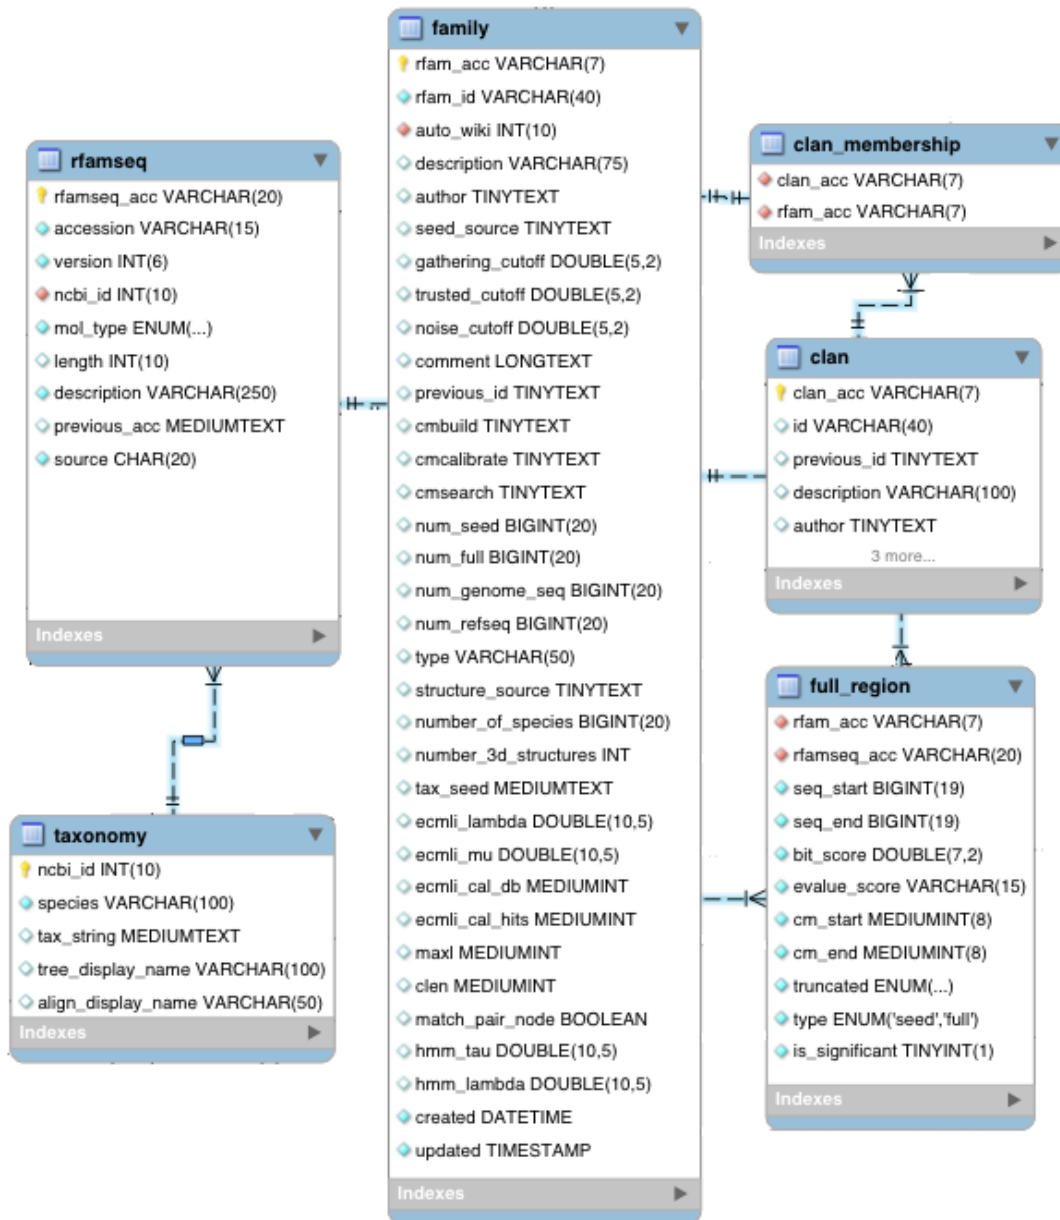 family
rfam_acc VARCHAR(7)
rfam_id VARCHAR(40)
auto_wiki INT(10)
description VARCHAR(75)
author TINYTEXT
seed_source TINYTEXT
gathering_cutoff DOUBLE(5,2)
trusted_cutoff DOUBLE(5,2)
noise_cutoff DOUBLE(5,2)
comment LONGTEXT
previous_id TINYTEXT
cmbuild TINYTEXT
cmcalibrate TINYTEXT
cmsearch TINYTEXT
num_seed BIGINT(20)
num_full BIGINT(20)
num_genome_seq BIGINT(20)
num_refseq BIGINT(20)
type VARCHAR(50)
structure_source TINYTEXT
number_of_species BIGINT(20)
number_3d_structures INT
tax_seed MEDIUMTEXT
ecmli_lambda DOUBLE(10,5)
ecmli_mu DOUBLE(10,5)
ecmli_cal_db MEDIUMINT
ecmli_cal_hits MEDIUMINT
maxl MEDIUMINT
clen MEDIUMINT
match_pair_node BOOLEAN
hmm_tau DOUBLE(10,5)
hmm_lambda DOUBLE(10,5)
created DATETIME
updated TIMESTAMP
Indexes
rfamseq
rfamseq_acc VARCHAR(20)
accession VARCHAR(15)
version INT(6)
ncbi_id INT(10)
mol_type ENUM(...)
length INT(10)
description VARCHAR(250)
previous_acc MEDIUMTEXT
source CHAR(20)
Indexes
taxonomy
ncbi_id INT(10)
species VARCHAR(100)
tax_string MEDIUMTEXT
tree_display_name VARCHAR(100)
align_display_name VARCHAR(50)
Indexes
clan_membership
clan_acc VARCHAR(7)
rfam_acc VARCHAR(7)
Indexes
clan
clan_acc VARCHAR(7)
id VARCHAR(40)
previous_id TINYTEXT
description VARCHAR(100)
author TINYTEXT
3 more...
Indexes
full_region
rfam_acc VARCHAR(7)
rfamseq_acc VARCHAR(20)
seq_start BIGINT(19)
seq_end BIGINT(19)
bit_score DOUBLE(7,2)
evalue_score VARCHAR(15)
cm_start MEDIUMINT(8)
cm_end MEDIUMINT(8)
truncated ENUM(...)
type ENUM('seed','full')
is_significant TINYINT(1)
Indexes